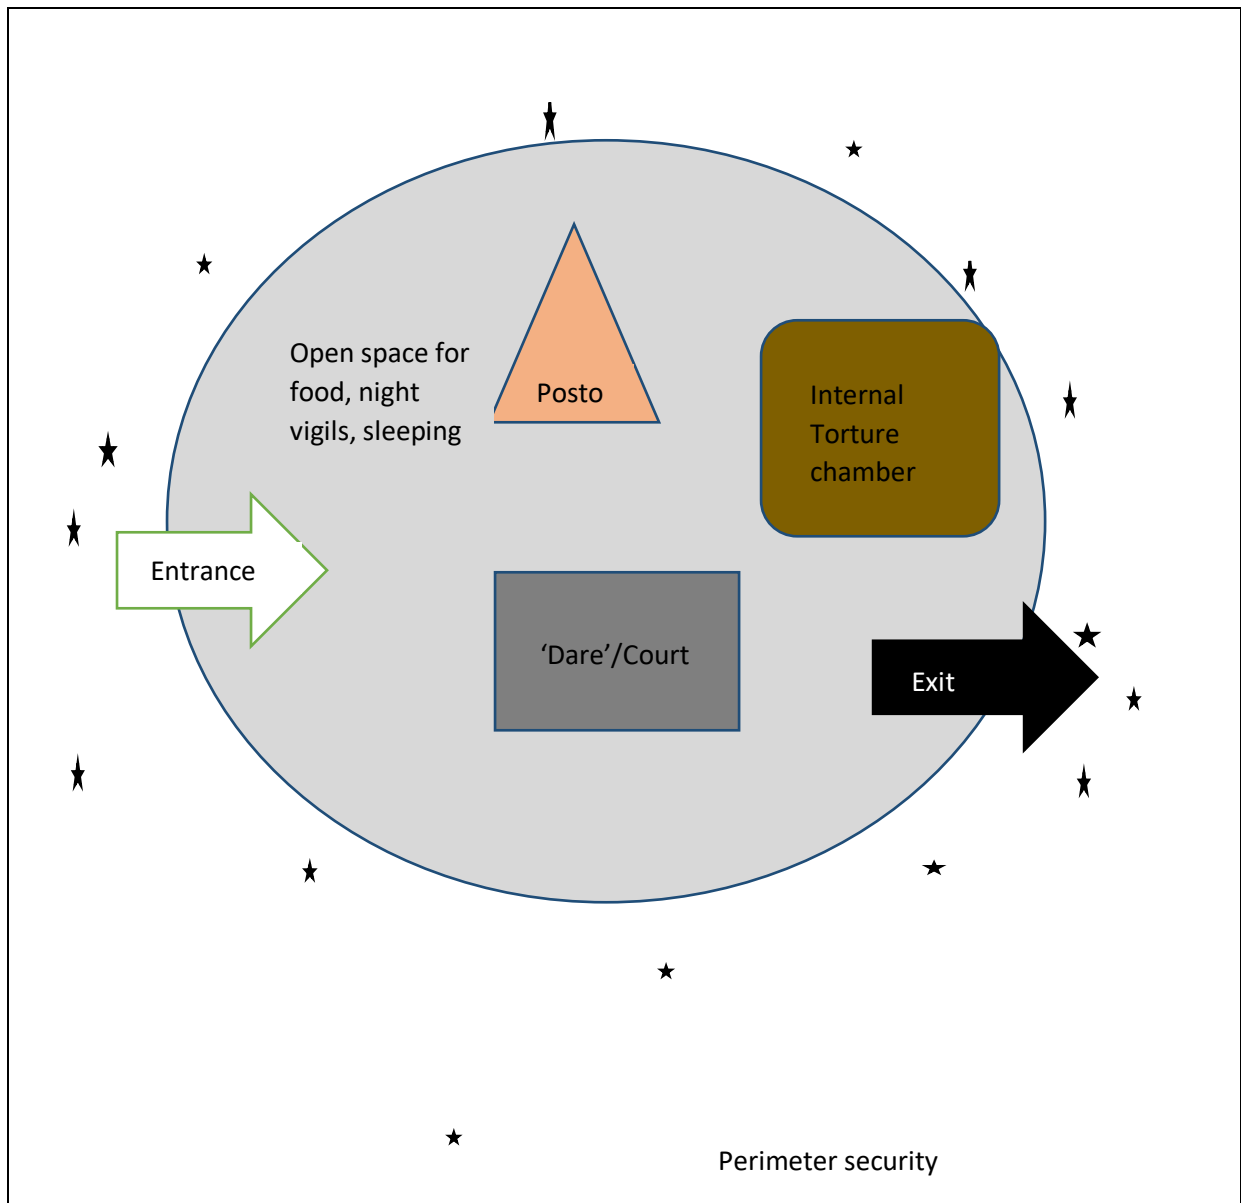 Open space for
food, night
vigils, sleeping
Posto
Internal
Torture
chamber
Entrance
‘Dare’/Court
Exit
Perimeter security